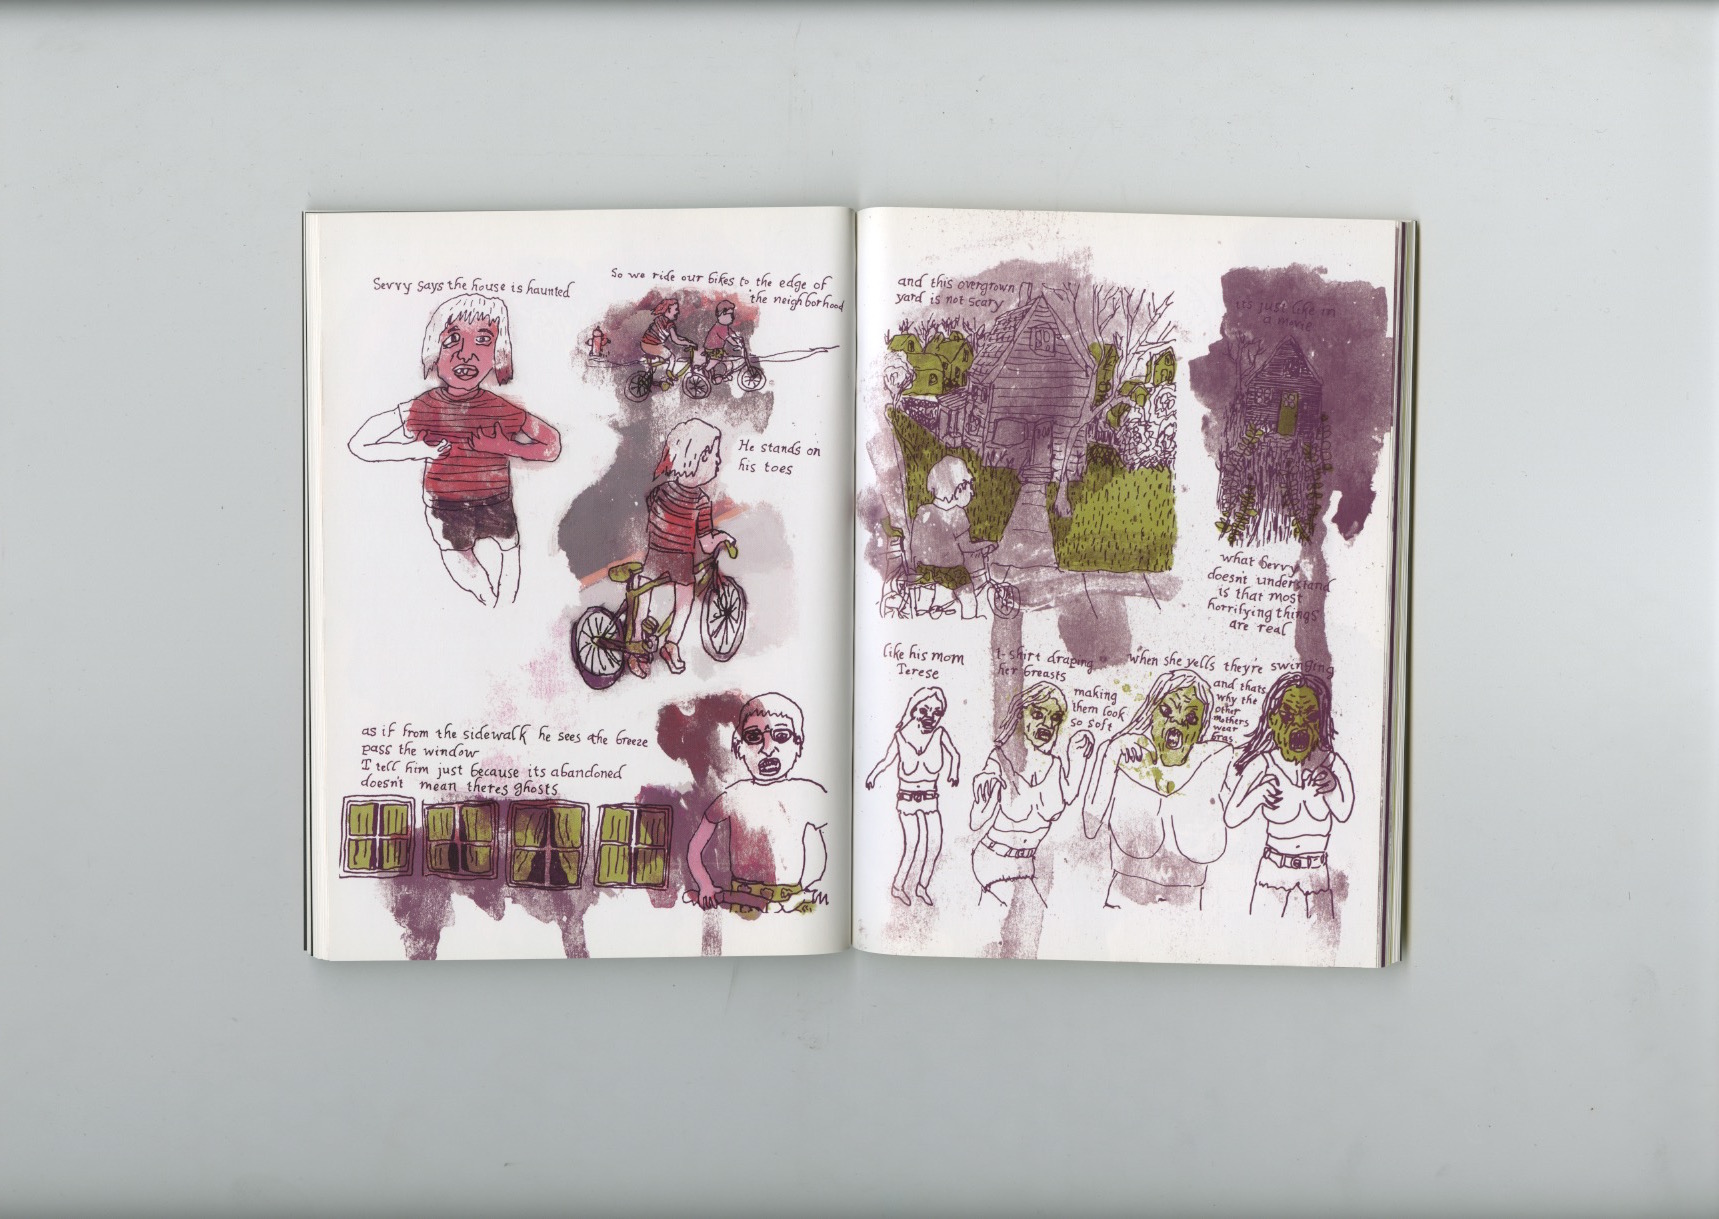 Servy says the house is haunted
So we ride our bikes to the edge of
the neighborhood
He stands on
his toes
as if from the sidewalk he sees the breeze
pass the window
I tell him just because its abandoned
doesn't mean theres ghosts
and this overgrown
yard is not scary
its just like in
a movie
what Servy
doesn't understand
is that most
horrifying things
are real
like his mom
Terese
t-shirt draping
her breasts
making
them look
so soft
when she yells they're swinging
and thats
why the
other
mothers
wear
bras